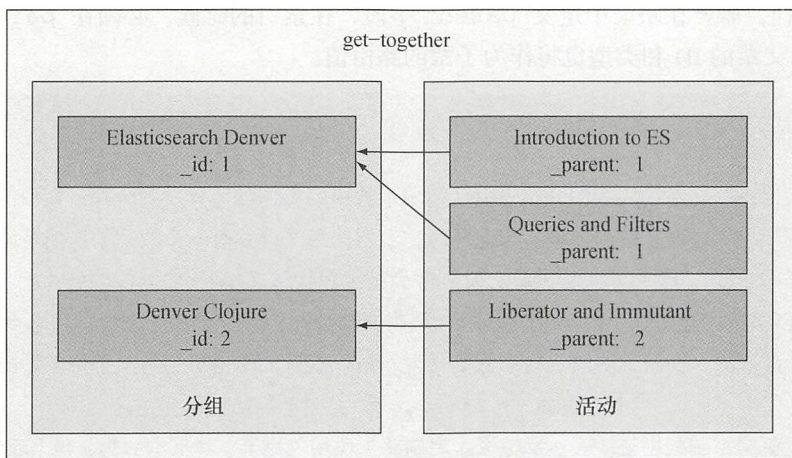 get-together
Elasticsearch Denver
_id: 1
Denver Clojure
_id: 2
分组
Introduction to ES
_parent: 1
Queries and Filters
_parent: 1
Liberator and Immutant
_parent: 2
活动